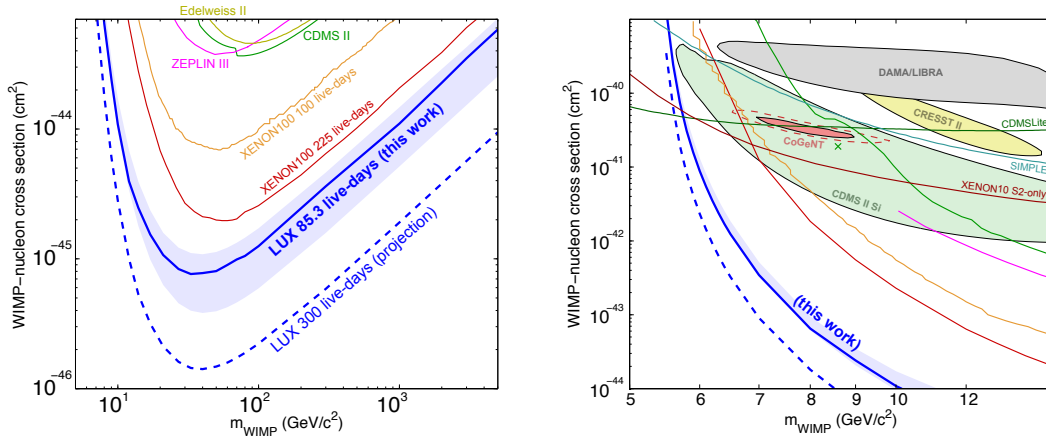 Edelweiss II
CDMS II
ZEPLIN III
XENON100 100 live-days
XENON100 225 live-days
LUX 85.3 live-days (this work)
LUX 300 live-days (projection)
WIMP−nucleon cross section (cm²)
10⁻⁴⁴
10⁻⁴⁵
10⁻⁴⁶
10¹
10²
10³
m_WIMP (GeV/c²)
DAMA/LIBRA
CRESST II
CDMSLite
CoGeNT
SIMPLE
XENON10 S2-only
CDMS II Si
(this work)
WIMP−nucleon cross section (cm²)
10⁻⁴⁰
10⁻⁴¹
10⁻⁴²
10⁻⁴³
10⁻⁴⁴
5
6
7
8
9
10
12
m_WIMP (GeV/c²)